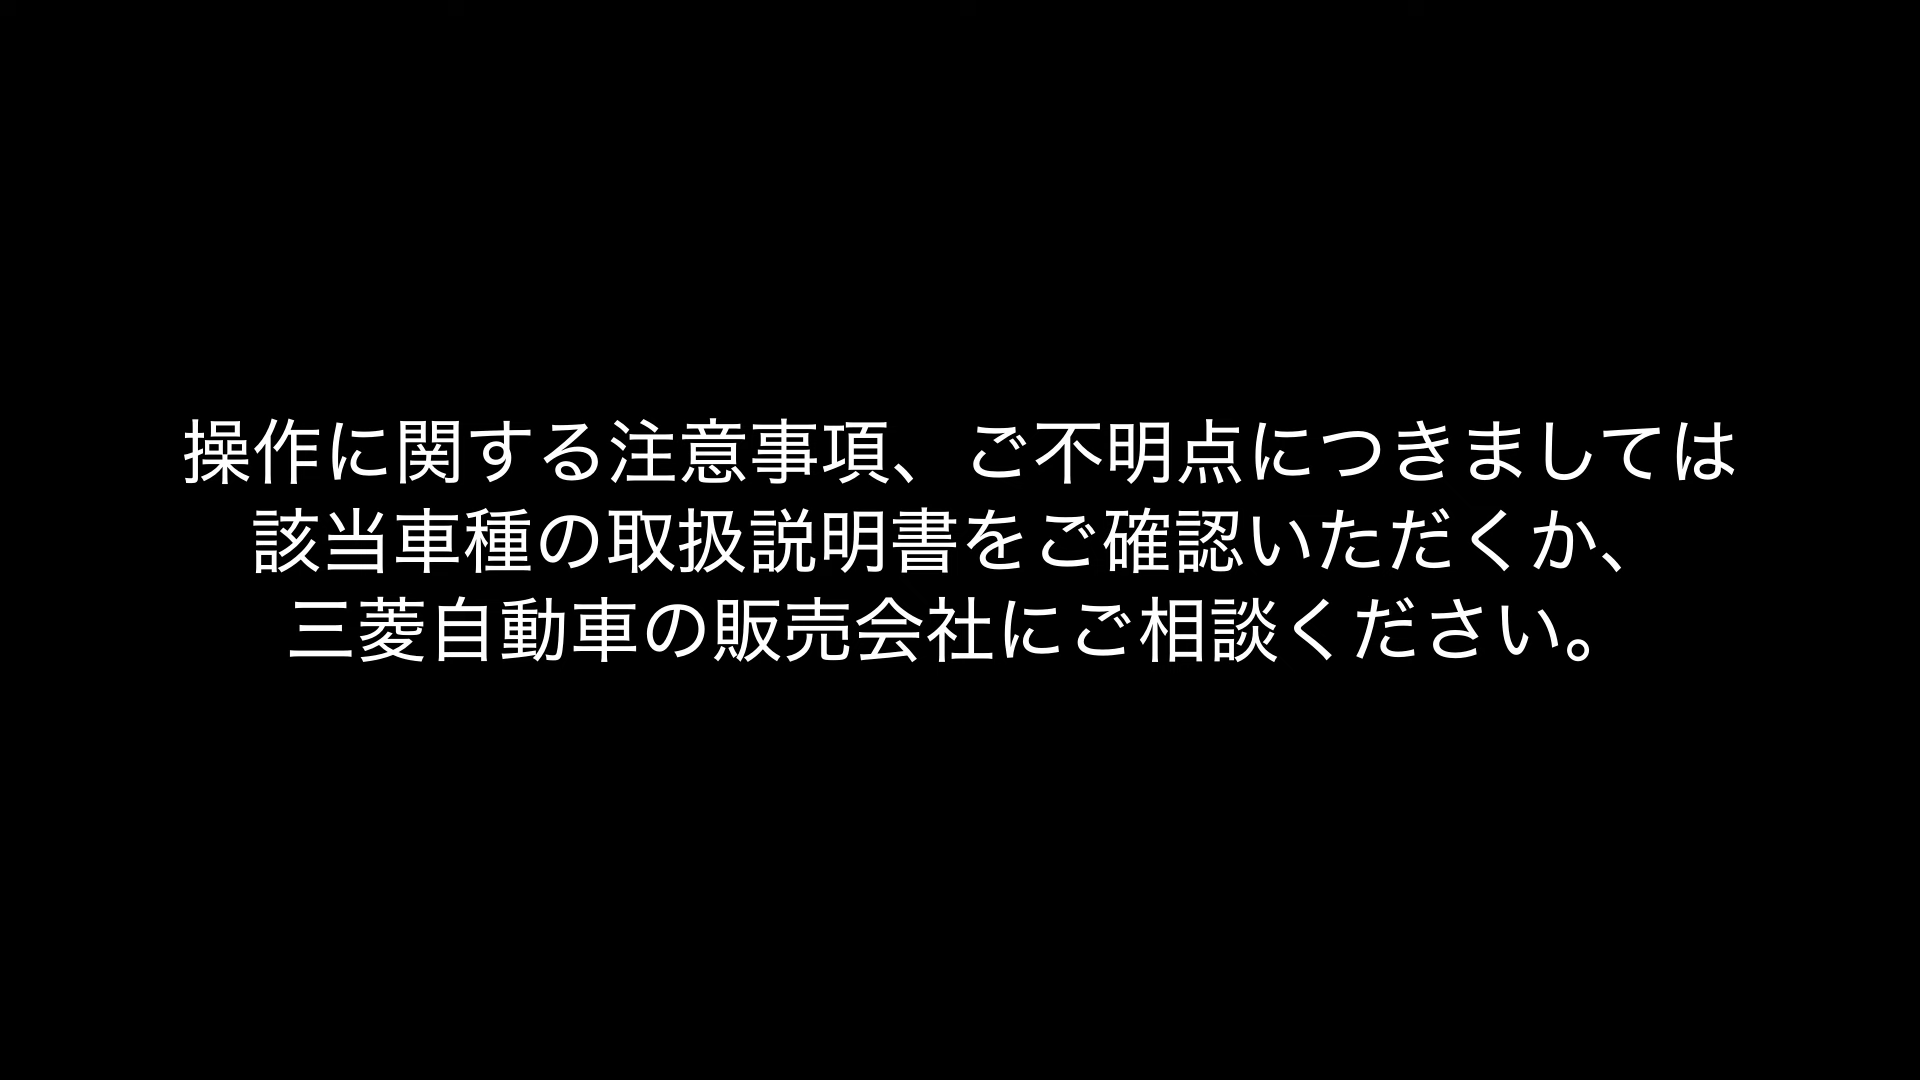 操作に関する注意事項、ご不明点につきましては
該当車種の取扱説明書をご確認いただくか、
三菱自動車の販売会社にご相談ください。